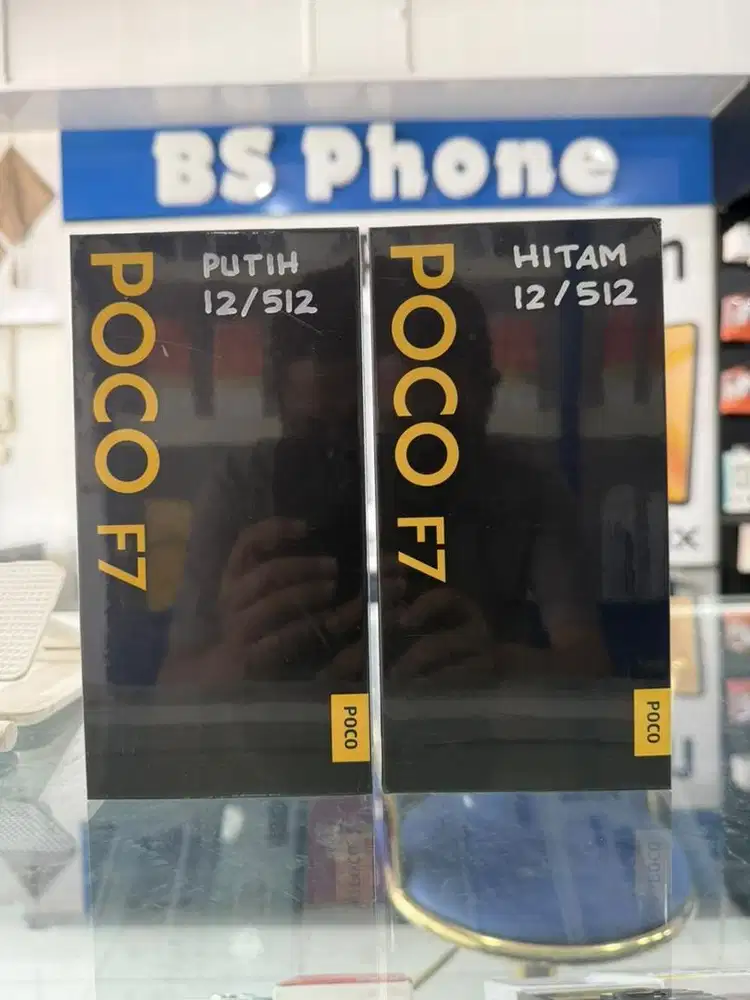 BS Phone
POCO F7
PUTIH
12/512
POCO
POCO F7
HITAM
12/512
POCO